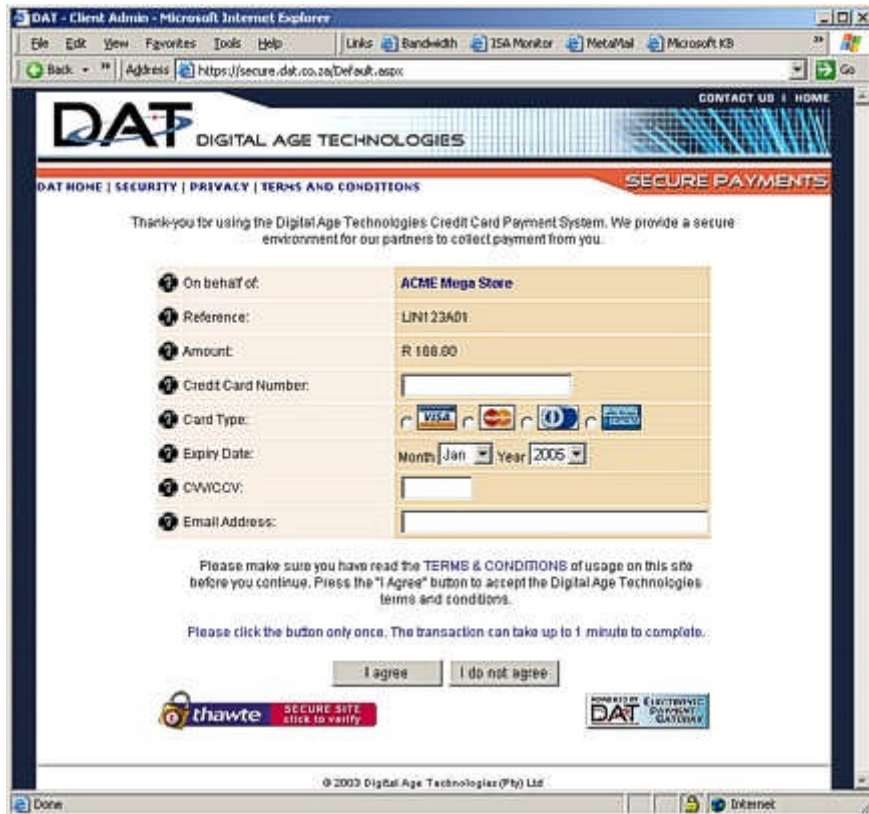 DAT - Client Admin - Microsoft Internet Explorer
File Edit View Favorites Tools Help Links Bandwidth ISA Monitor MetaMail Microsoft KB »
Back » Address https://secure.dat.co.za/Default.aspx Go
CONTACT US | HOME
DAT DIGITAL AGE TECHNOLOGIES
SECURE PAYMENTS
DAT HOME | SECURITY | PRIVACY | TERMS AND CONDITIONS
Thank-you for using the Digital Age Technologies Credit Card Payment System. We provide a secure
environment for our partners to collect payment from you.
? On behalf of: ACME Mega Store
? Reference: LIN123A01
? Amount:
? Credit Card Number:
? Card Type: VISA
? Expiry Date: Month Jan Year 2005
? CVV/CCV:
? Email Address:
Please make sure you have read the TERMS & CONDITIONS of usage on this site
before you continue. Press the "I Agree" button to accept the Digital Age Technologies
terms and conditions.
Please click the button only once. The transaction can take up to 1 minute to complete.
I agree I do not agree
thawte SECURE SITE
click to verify
POWERED BY
DAT ELECTRONIC
PAYMENT
GATEWAY
© 2003 Digital Age Technologies (Pty) Ltd
Done Internet